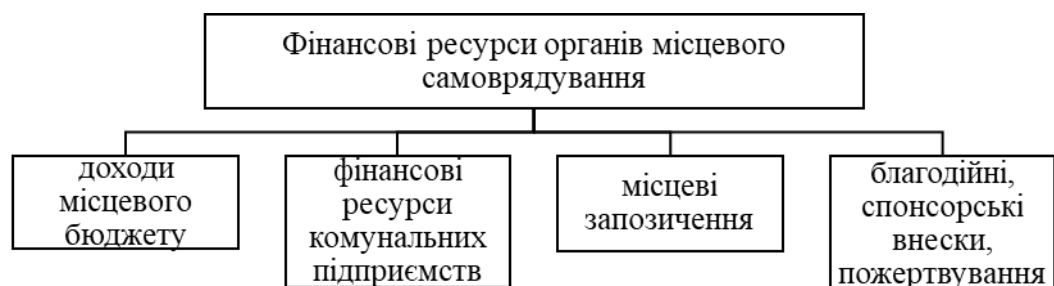 Фінансові ресурси органів місцевого
самоврядування
доходи
місцевого
бюджету
фінансові
ресурси
комунальних
підприємств
місцеві
запозичення
благодійні,
спонсорські
внески,
пожертвування